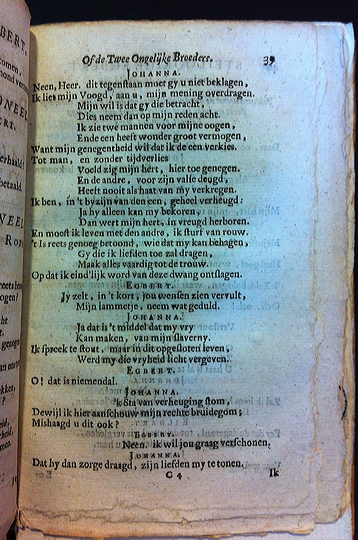 Of de Twee Ongelijke Broeders. 39
JOHANNA.
Neen, Heer. dit tegenstaan moet gy u niet beklagen,
Ik liet mijn Voogd, aan u, mijn mening overdragen.
Mijn wil is dat gy die betracht,
Dies neem dan op mijn reden acht.
Ik zie twe mannen voor mijne oogen,
En de een heeft wonder groot vermogen,
Want mijn genegentheid wil dat ik de een verkies.
Tot man, en zonder tijdverlies
Voeld zig mijn hert, hier toe genegen.
En de andre, voor zijn valse deugd,
Heeft nooit als haat van my verkregen.
Ik ben, in 't byzijn van den een, geheel verheugd:
Ja hy alleen kan my bekoren,
Dan werd mijn hert, in vreugd herboren.
En moest ik leven met den andre, ik sturf van rouw.
't Is reets genoeg betoond, wie dat my kan behagen,
Gy die ik liefden toe zal dragen,
Maak alles vaardig tot de trouw.
Op dat ik eind'lijk word van deze dwang ontslagen.
EGBERT.
Jy zelt, in 't kort, jou wensen zien vervult,
Mijn lammetje, neem wat geduld.
JOHANNA.
Ja dat is 't middel dat my vry
Kan maken, van mijn slaverny.
Ik spreek te stout, maar in dit opgesloten leven,
Werd my die vryheid licht vergeven.
EGBERT.
O! dat is niemendal.
JOHANNA.
'k Sta van verheuging stom,
Dewijl ik hier aanschouw mijn rechte bruidegom;
Mishaagd u dit ook?
EGBERT.
Neen, ik wil jou graag verschonen.
JOHANNA.
Dat hy dan zorge draagd, zijn liefden my te tonen.
C 4 Ik